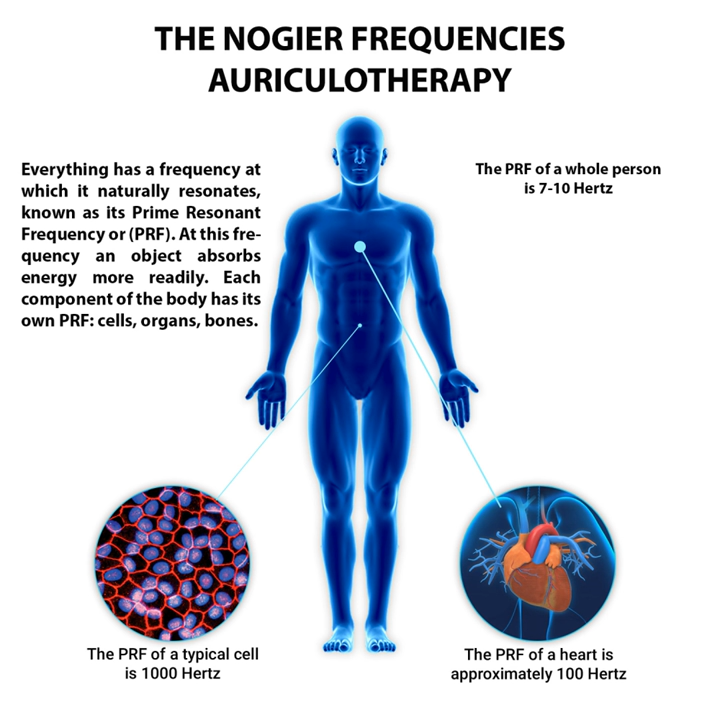 THE NOGIER FREQUENCIES
AURICULOTHERAPY
Everything has a frequency at
which it naturally resonates,
known as its Prime Resonant
Frequency or (PRF). At this fre-
quency an object absorbs
energy more readily. Each
component of the body has its
own PRF: cells, organs, bones.
The PRF of a whole person
is 7-10 Hertz
The PRF of a typical cell
is 1000 Hertz
The PRF of a heart is
approximately 100 Hertz